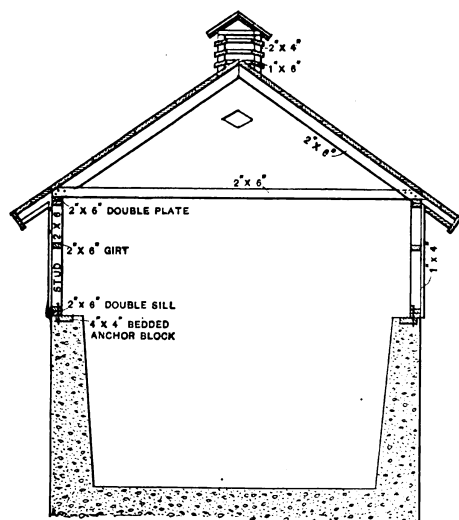 2"X 4"
1"X 6"
2"X 6"
2"X 6"
2"X 6" DOUBLE PLATE
STUD 2"X 6"
2"X 6" GIRT
1"X 4"
2"X 6" DOUBLE SILL
4"X 4" BEDDED
ANCHOR BLOCK